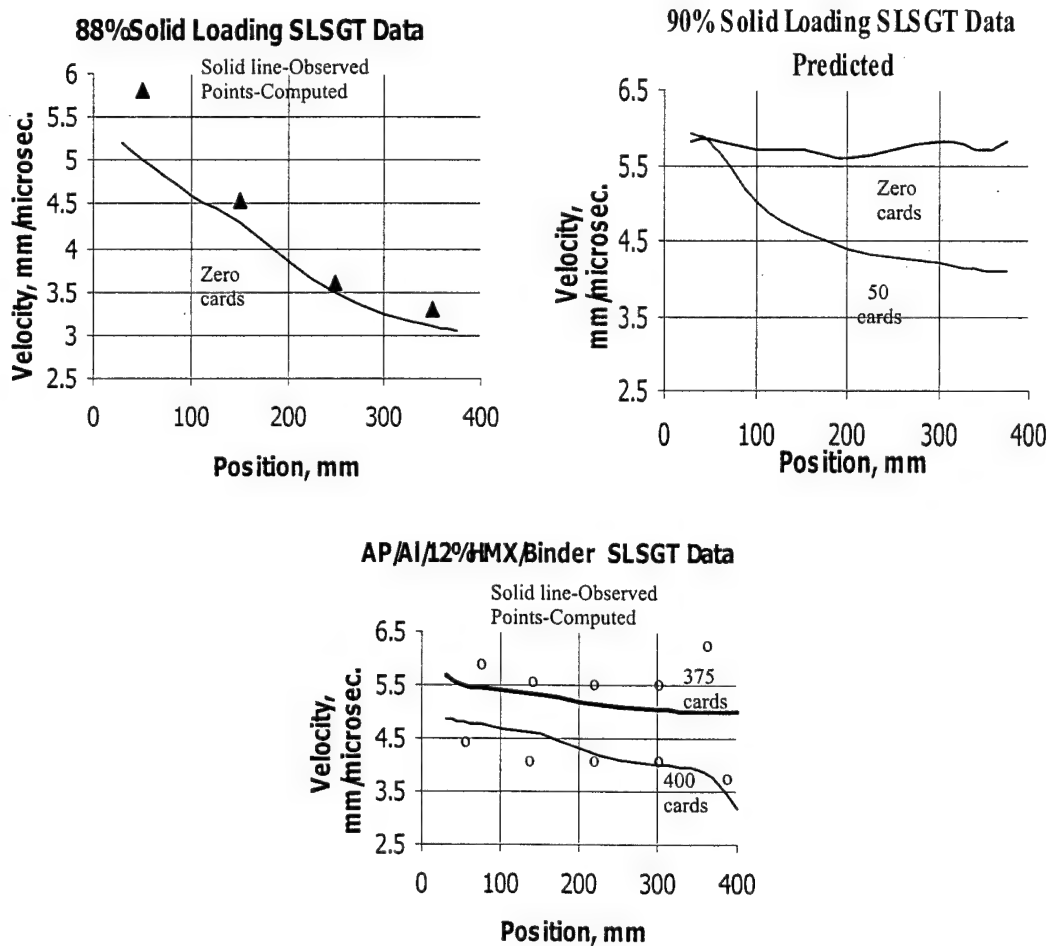 88%Solid Loading SLSGT Data
Solid line-Observed
Points-Computed
Velocity, mm/microsec.
6
5.5
5
4.5
4
3.5
3
2.5
Zero
cards
0 100 200 300 400
Position, mm
90% Solid Loading SLSGT Data
Predicted
Velocity,
mm/microsec.
6.5
5.5
4.5
3.5
2.5
Zero
cards
50
cards
0 100 200 300 400
Position, mm
AP/Al/12%HMX/Binder SLSGT Data
Solid line-Observed
Points-Computed
Velocity,
mm/microsec.
6.5
5.5
4.5
3.5
2.5
375
cards
400
cards
0 100 200 300 400
Position, mm